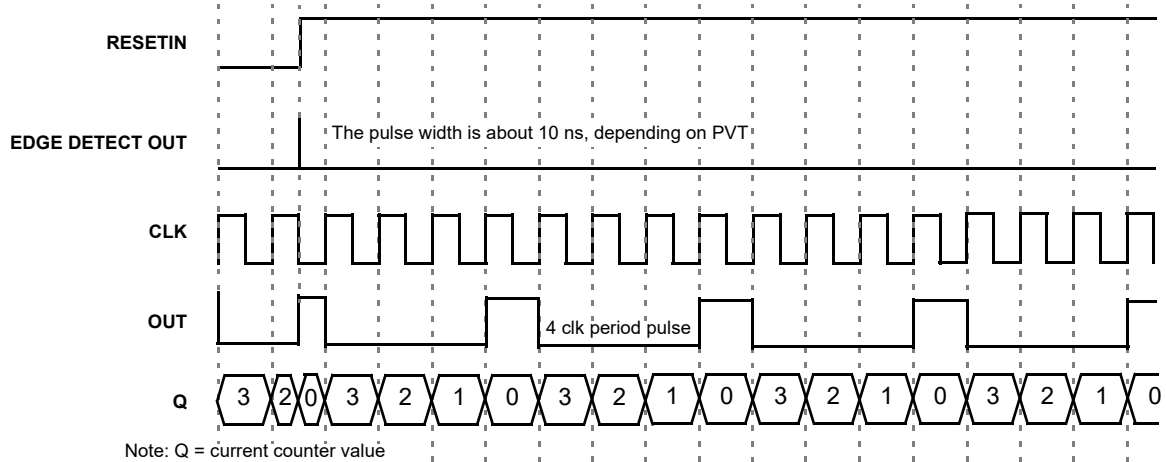 RESETIN
EDGE DETECT OUT
The pulse width is about 10 ns, depending on PVT
CLK
OUT
4 clk period pulse
Q
3 2 0 3 2 1 0 3 2 1 0 3 2 1 0 3 2 1 0
Note: Q = current counter value